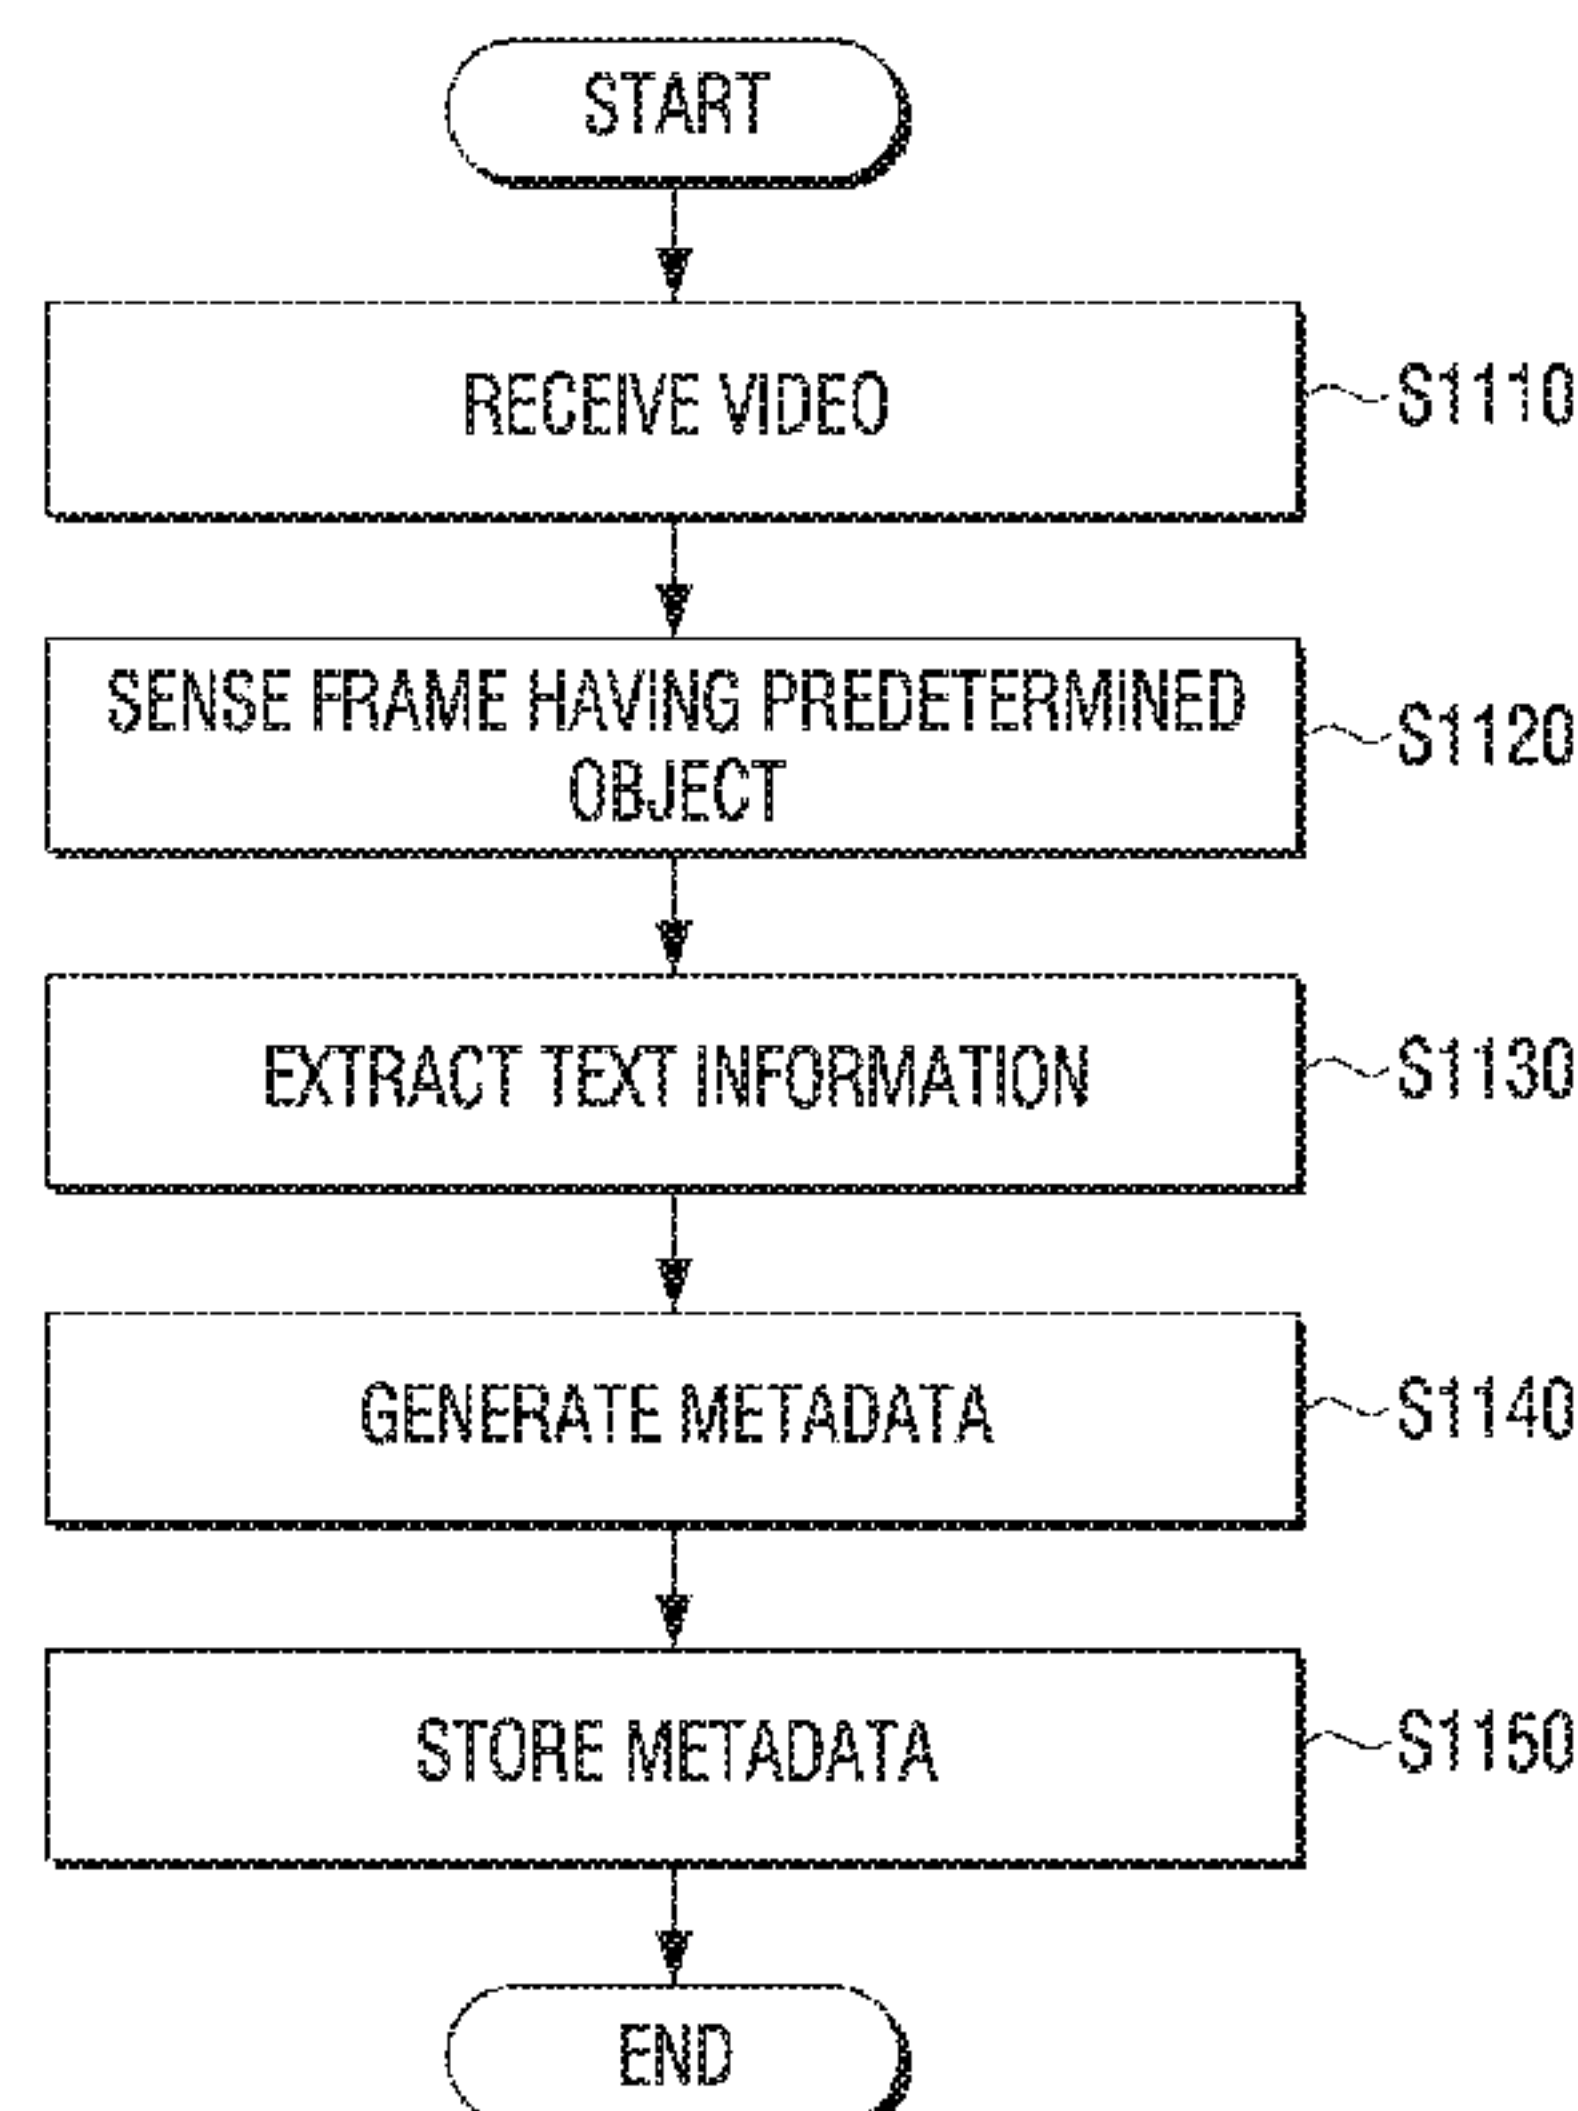 START
RECEIVE VIDEO
S1110
SENSE FRAME HAVING PREDETERMINED
OBJECT
S1120
EXTRACT TEXT INFORMATION
S1130
GENERATE METADATA
S1140
STORE METADATA
S1150
END